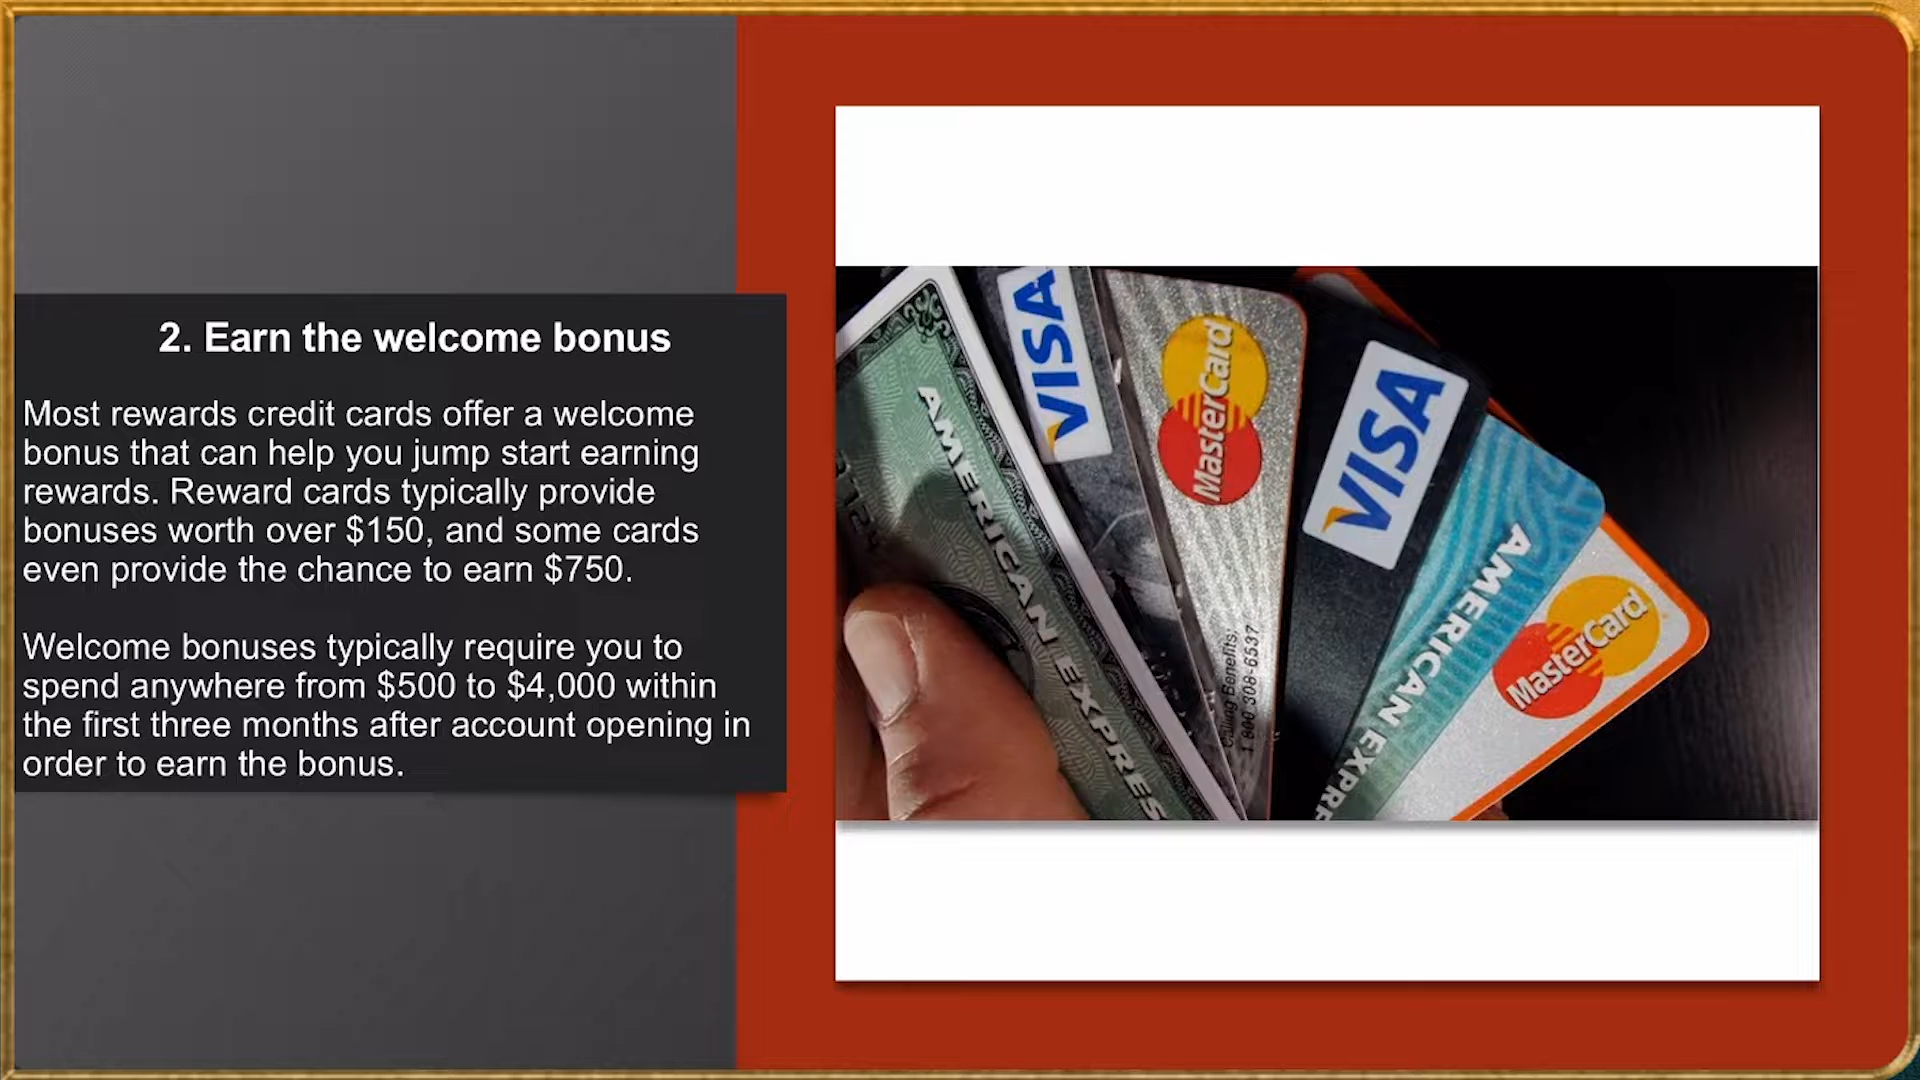 2. Earn the welcome bonus
Most rewards credit cards offer a welcome
bonus that can help you jump start earning
rewards. Reward cards typically provide
bonuses worth over $150, and some cards
even provide the chance to earn $750.
Welcome bonuses typically require you to
spend anywhere from $500 to $4,000 within
the first three months after account opening in
order to earn the bonus.
AMERICAN EXPRES
VISA
MasterCard
Calling Benefits:
1 800 308-6537
VISA
AMERICAN EXPR
MasterCard